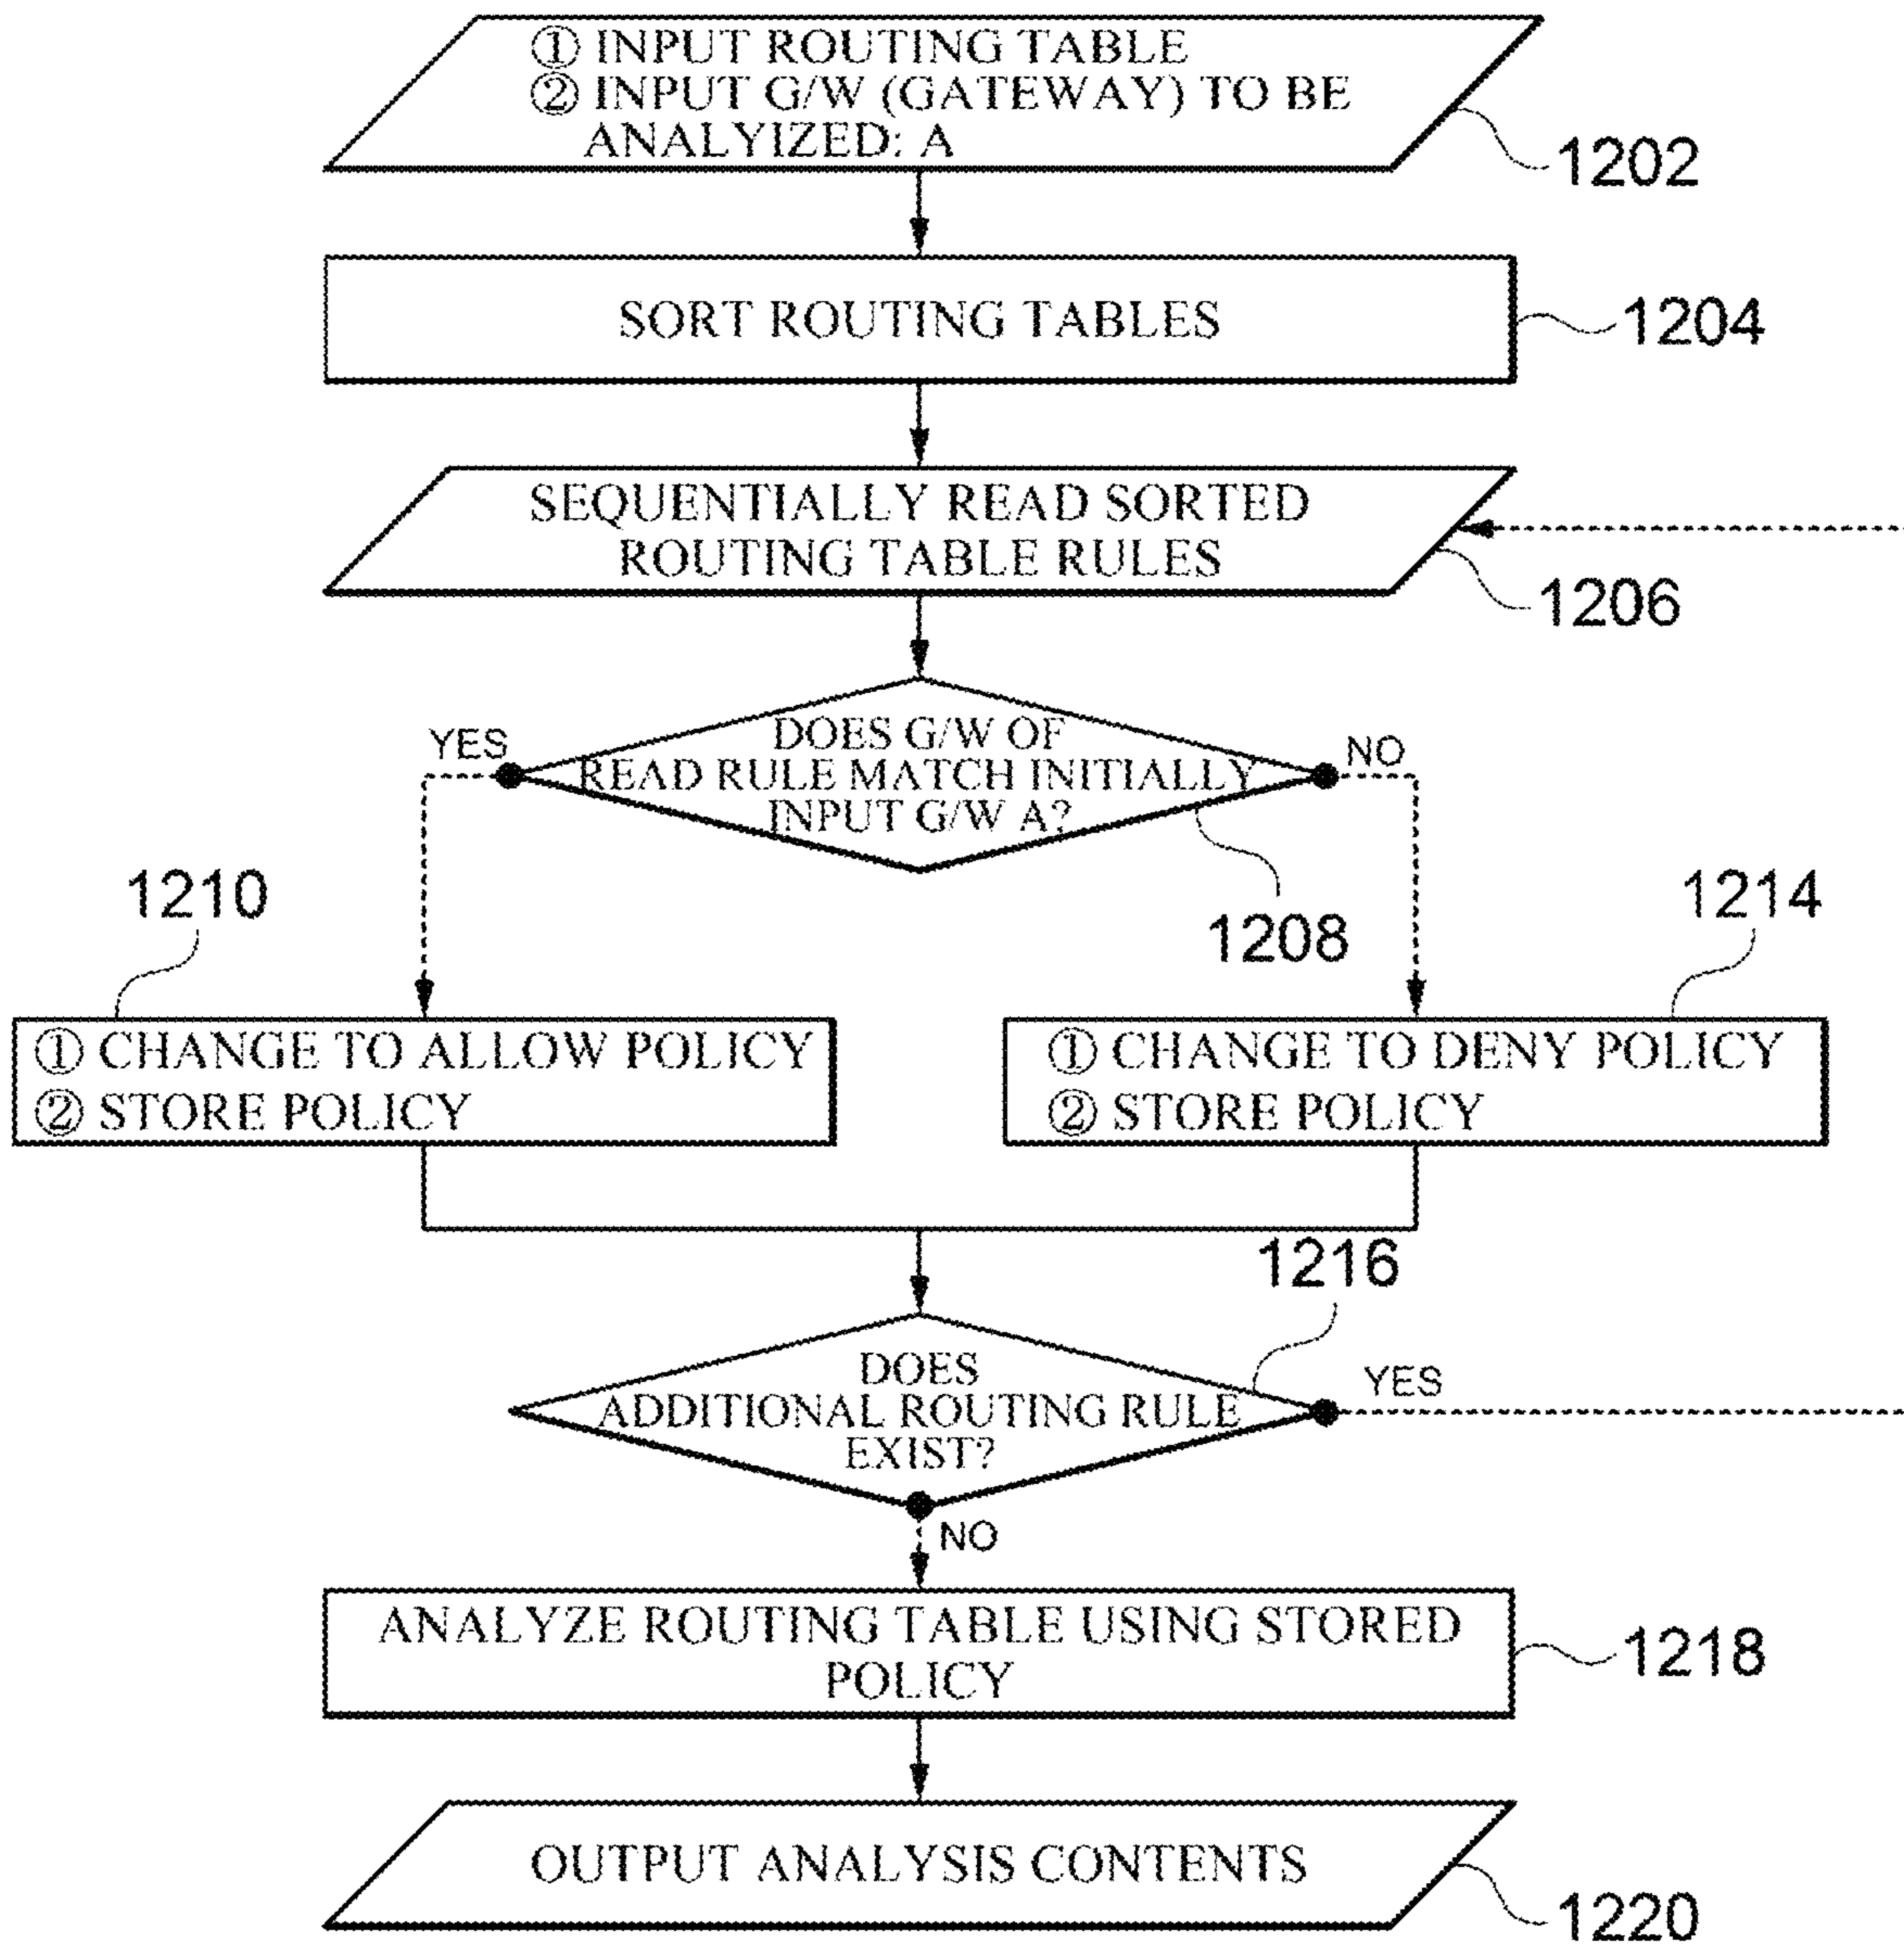 ① INPUT ROUTING TABLE
② INPUT G/W (GATEWAY) TO BE
ANALYIZED: A
1202
SORT ROUTING TABLES
1204
SEQUENTIALLY READ SORTED
ROUTING TABLE RULES
1206
DOES G/W OF
READ RULE MATCH INITIALLY
INPUT G/W A?
YES
NO
1208
1210
① CHANGE TO ALLOW POLICY
② STORE POLICY
1214
① CHANGE TO DENY POLICY
② STORE POLICY
1216
DOES
ADDITIONAL ROUTING RULE
EXIST?
YES
NO
ANALYZE ROUTING TABLE USING STORED
POLICY
1218
OUTPUT ANALYSIS CONTENTS
1220